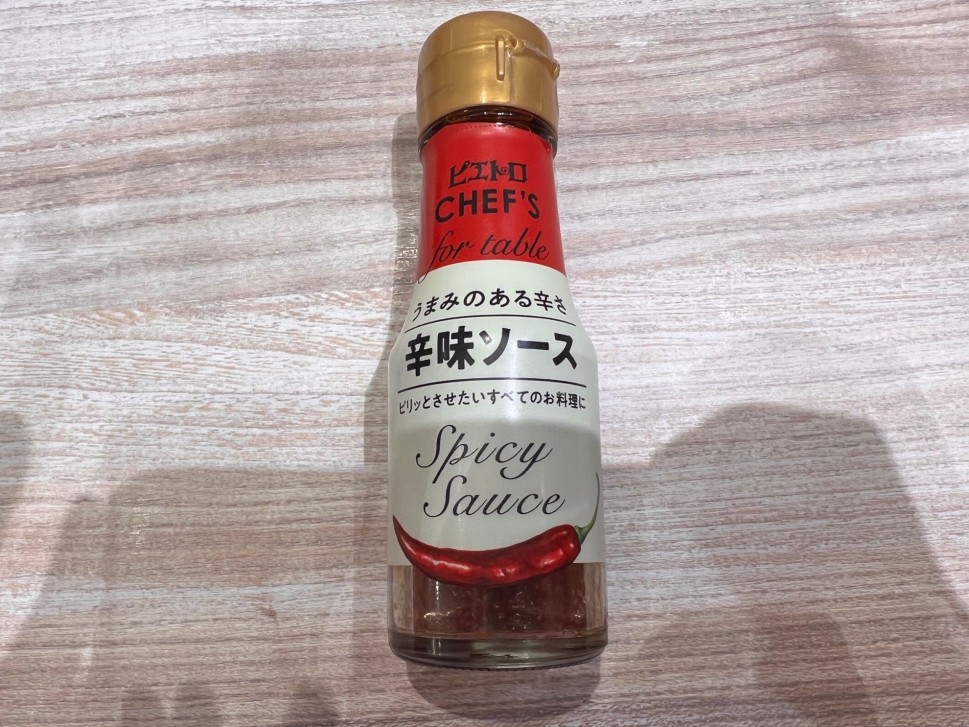 ピエトロ
CHEF'S
for table
うまみのある辛さ
辛味ソース
ピリッとさせたいすべてのお料理に
Spicy
Sauce